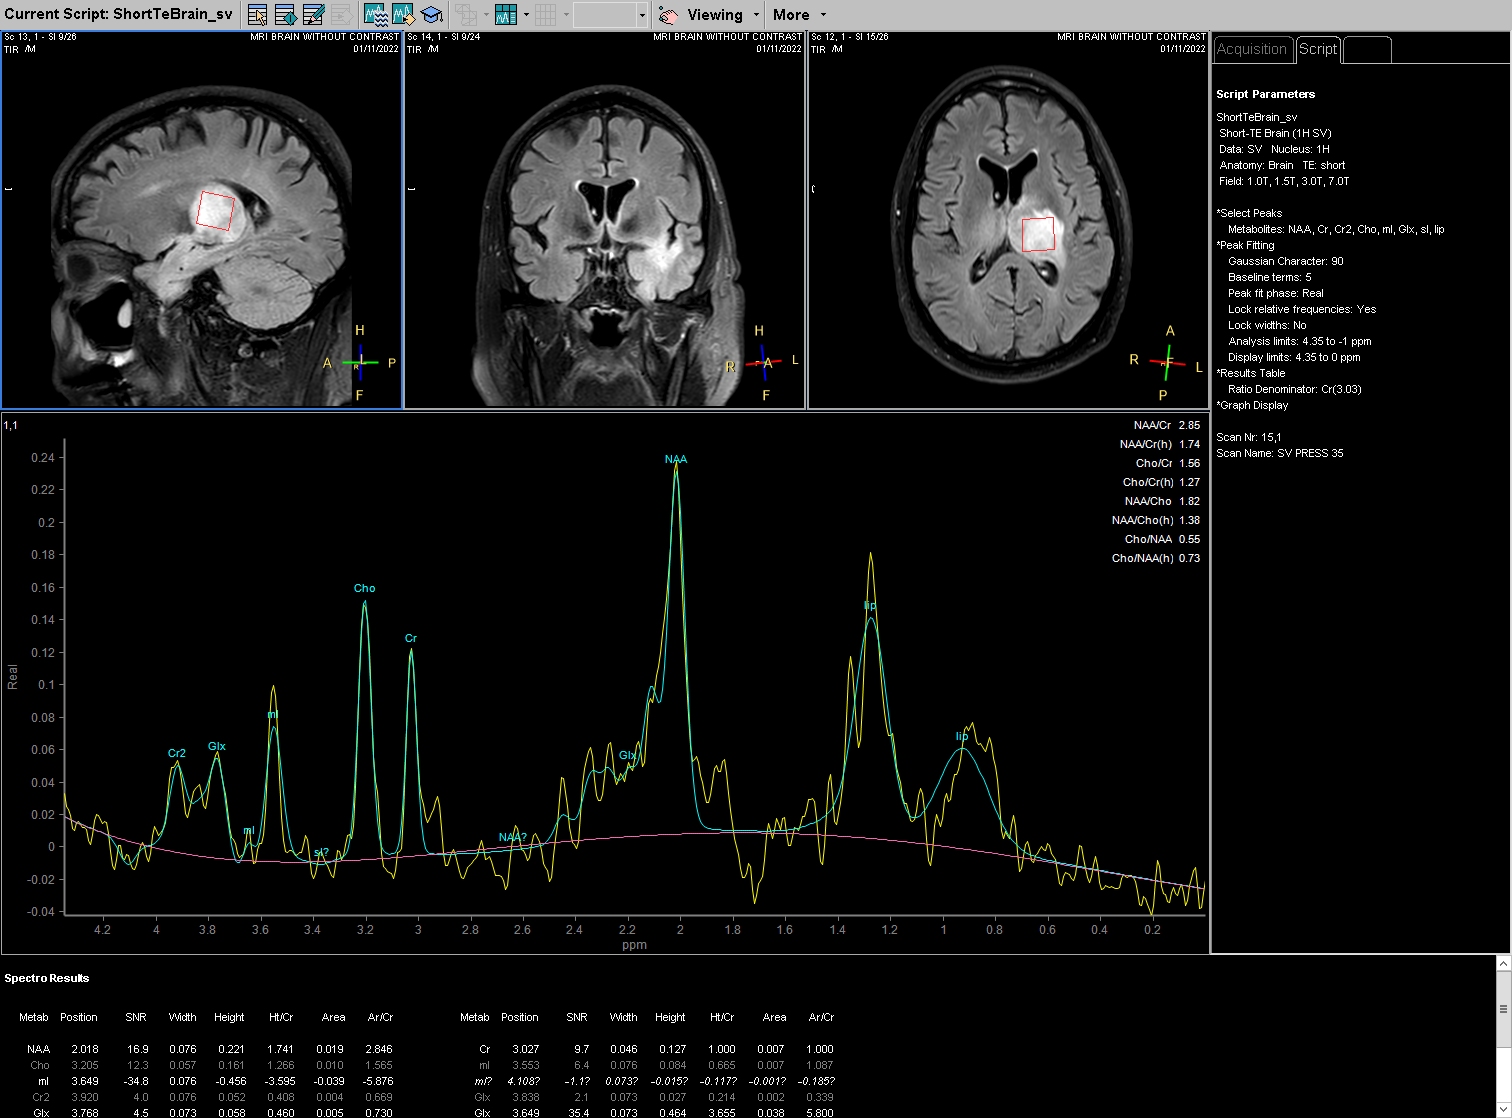 Current Script: ShortTeBrain_sv
Viewing
More
Sc 13, 1 - Sl 9/26
MRI BRAIN WITHOUT CONTRAST
TIR /M
01/11/2022
H
A
L
P
R
F
Sc 14, 1 - Sl 9/24
MRI BRAIN WITHOUT CONTRAST
TIR /M
01/11/2022
H
R
A
L
F
Sc 12, 1 - Sl 15/26
MRI BRAIN WITHOUT CONTRAST
TIR /M
01/11/2022
A
R
F
L
P
Acquisition
Script
Script Parameters
ShortTeBrain_sv
Short-TE Brain (1H SV)
Data: SV Nucleus: 1H
Anatomy: Brain TE: short
Field: 1.0T, 1.5T, 3.0T, 7.0T
*Select Peaks
Metabolites: NAA, Cr, Cr2, Cho, mI, Glx, sI, lip
*Peak Fitting
Gaussian Character: 90
Baseline terms: 5
Peak fit phase: Real
Lock relative frequencies: Yes
Lock widths: No
Analysis limits: 4.35 to -1 ppm
Display limits: 4.35 to 0 ppm
*Results Table
Ratio Denominator: Cr(3.03)
*Graph Display
Scan Nr: 15,1
Scan Name: SV PRESS 35
1,1
NAA/Cr 2.85
NAA/Cr(h) 1.74
Cho/Cr 1.56
Cho/Cr(h) 1.27
NAA/Cho 1.82
NAA/Cho(h) 1.38
Cho/NAA 0.55
Cho/NAA(h) 0.73
0.24
0.22
0.2
0.18
0.16
0.14
0.12
0.1
0.08
0.06
0.04
0.02
0
-0.02
-0.04
Real
Cr2
Glx
mI
mI
sI?
Cho
Cr
NAA?
Glx
NAA
lip
lip
4.2 4 3.8 3.6 3.4 3.2 3 2.8 2.6 2.4 2.2 2 1.8 1.6 1.4 1.2 1 0.8 0.6 0.4 0.2
ppm
Spectro Results
Metab Position SNR Width Height Ht/Cr Area Ar/Cr Metab Position SNR Width Height Ht/Cr Area Ar/Cr
NAA 2.018 16.9 0.076 0.221 1.741 0.019 2.846 Cr 3.027 9.7 0.046 0.127 1.000 0.007 1.000
Cho 3.205 12.3 0.057 0.161 1.266 0.010 1.565 mI 3.553 6.4 0.076 0.084 0.665 0.007 1.087
mI 3.649 -34.8 0.076 -0.456 -3.595 -0.039 -5.876 mI? 4.108? -1.1? 0.073? -0.015? -0.117? -0.001? -0.185?
Cr2 3.920 4.0 0.076 0.052 0.408 0.004 0.669 Glx 3.838 2.1 0.073 0.027 0.214 0.002 0.339
Glx 3.768 4.5 0.073 0.058 0.460 0.005 0.730 Glx 3.649 35.4 0.073 0.464 3.655 0.038 5.800